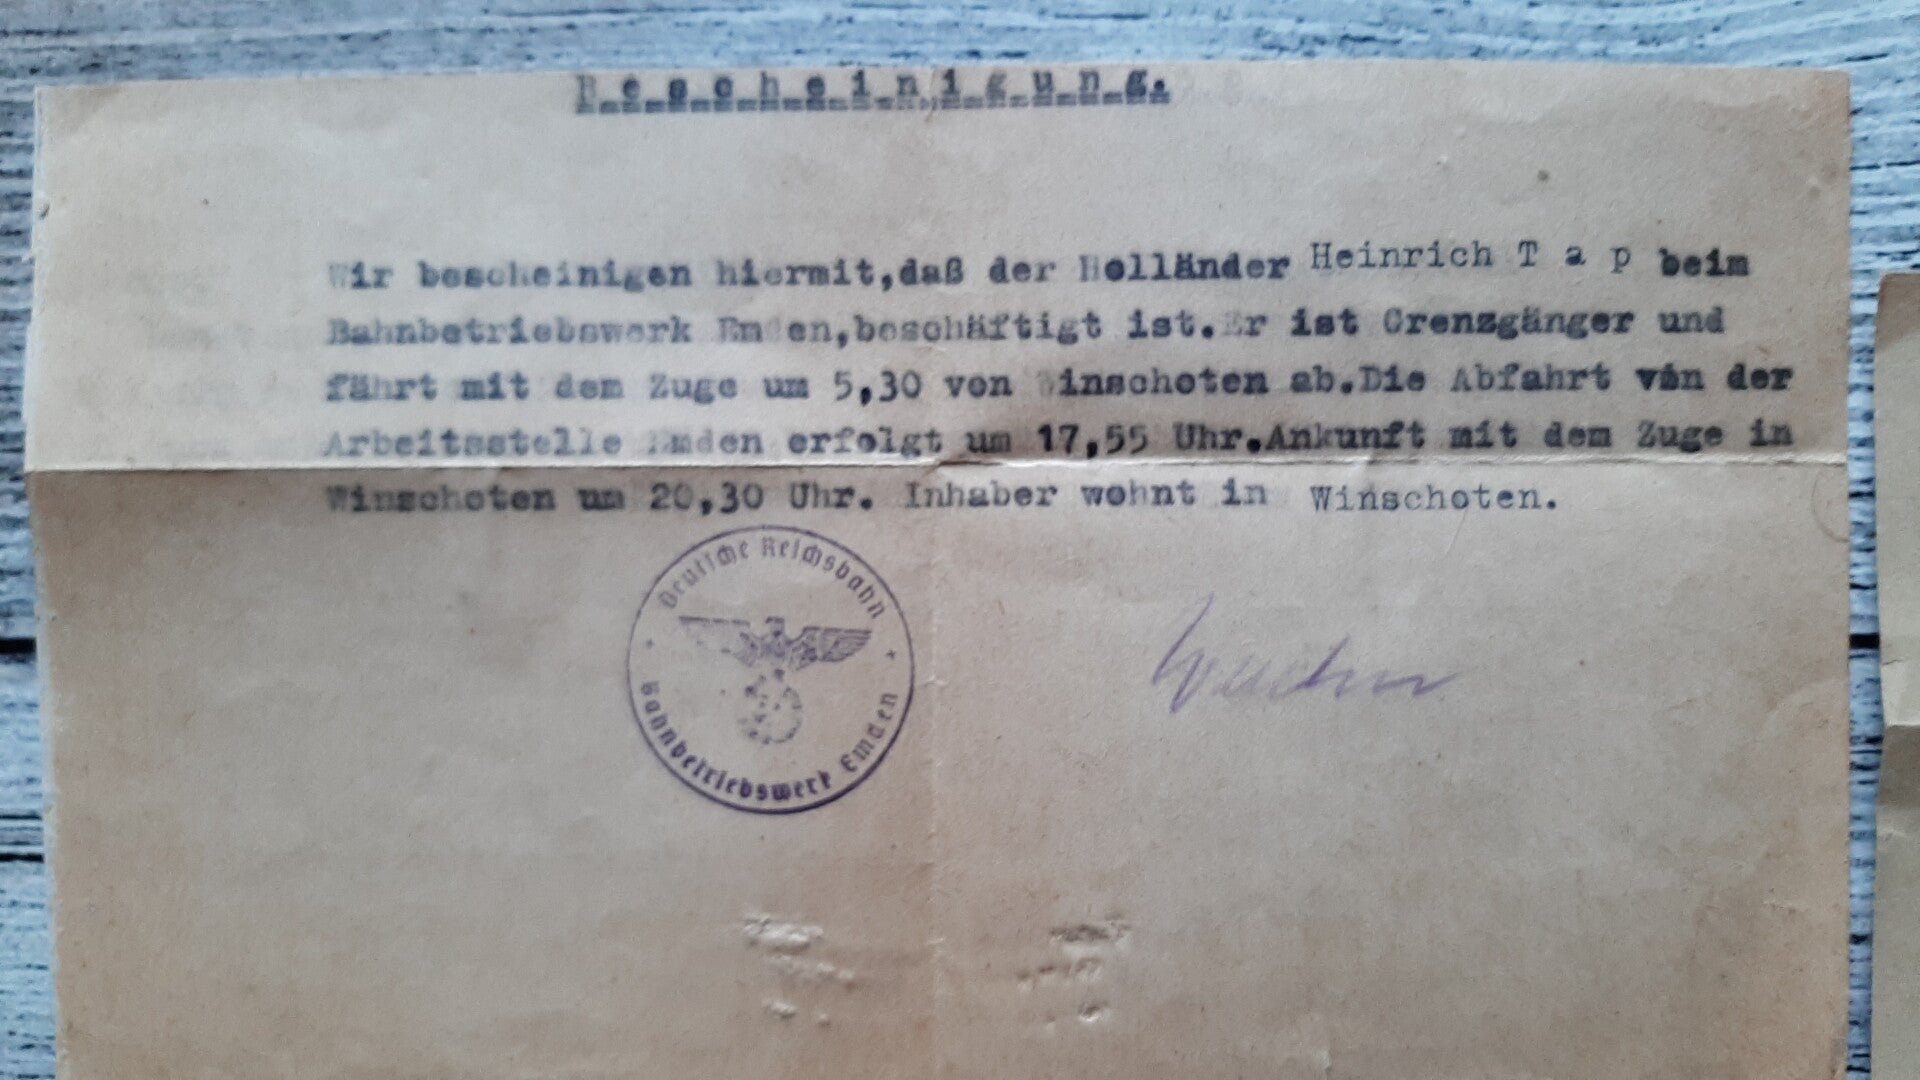 Bescheinigung.
Wir bescheinigen hiermit,daß der Holländer Heinrich T a p beim
Bahnbetriebswerk Emden,beschäftigt ist.Er ist Grenzgänger und
fährt mit dem Zuge um 5,30 von Winschoten ab.Die Abfahrt von der
Arbeitsstelle Emden erfolgt um 17,55 Uhr.Ankunft mit dem Zuge in
Winschoten um 20,30 Uhr. Inhaber wohnt in Winschoten.
Deutsche Reichsbahn
Bahnbetriebswerk Emden